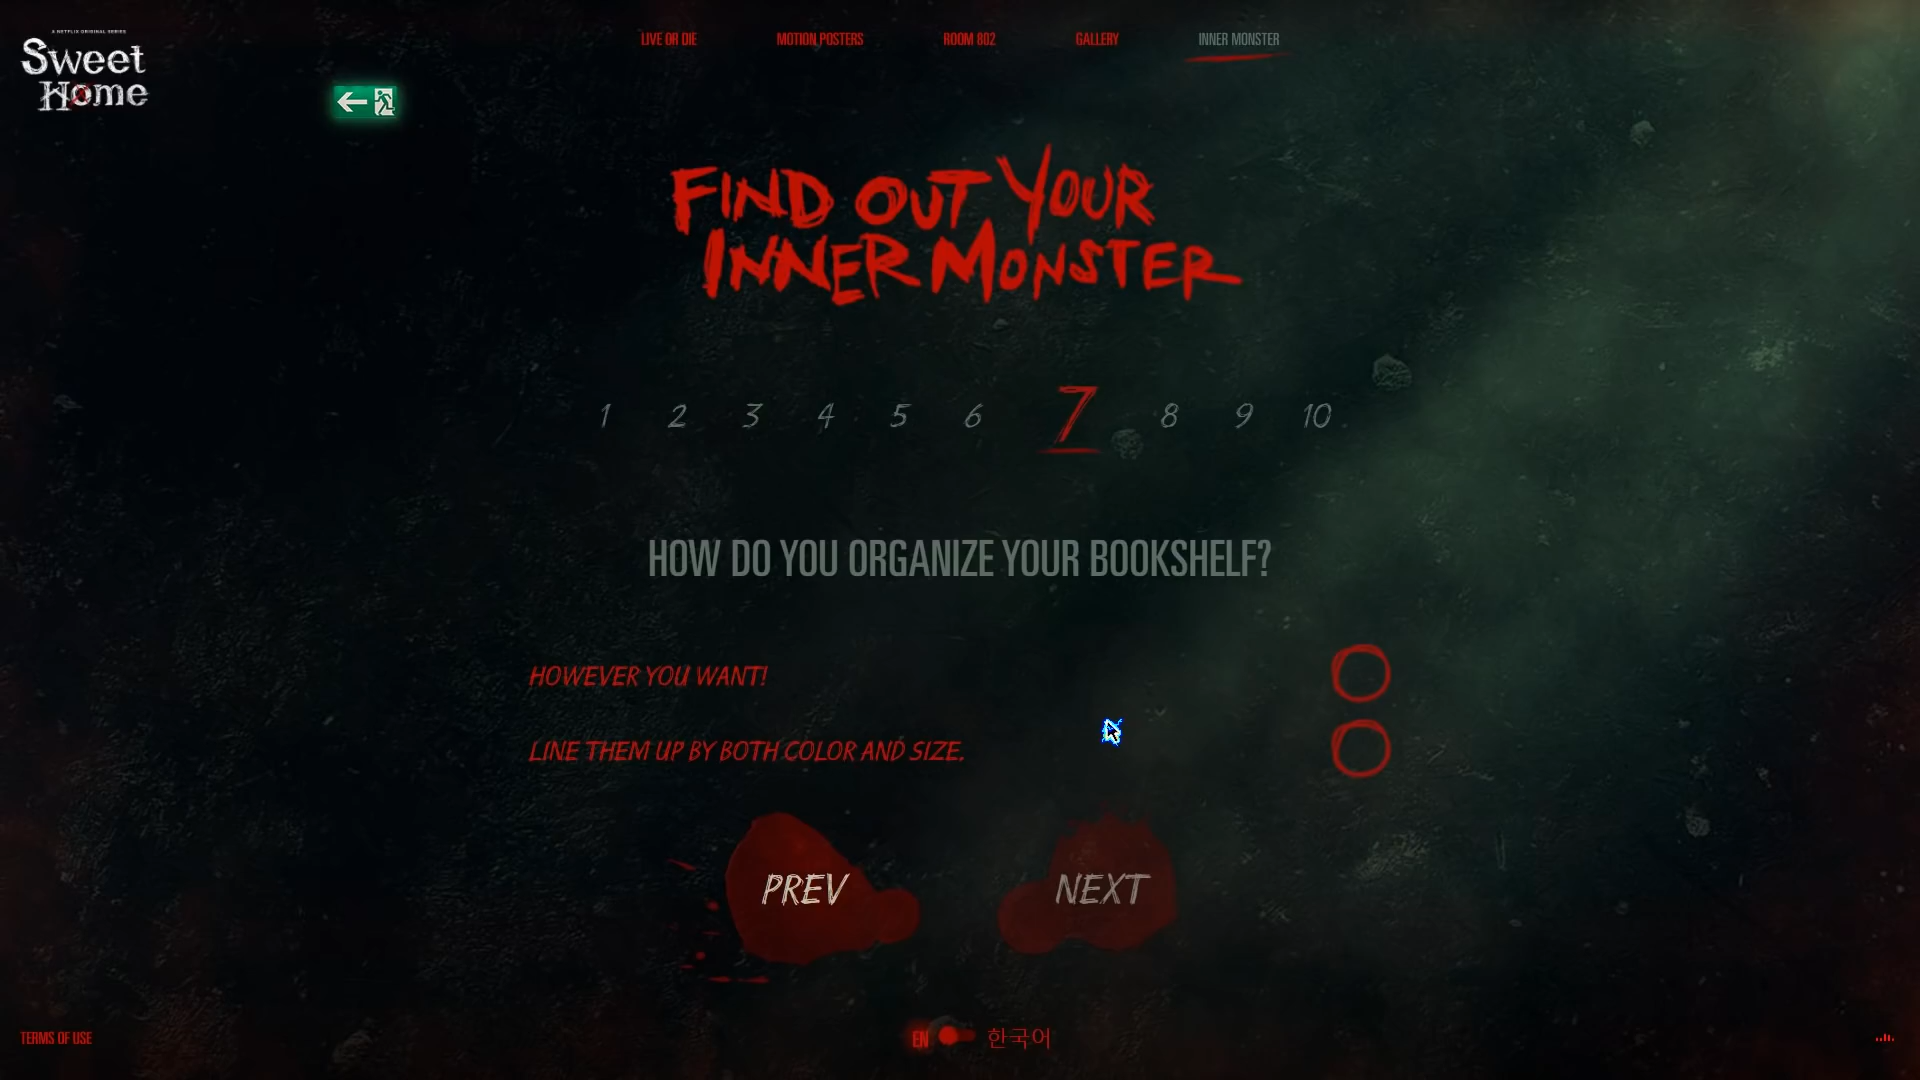 A NETFLIX ORIGINAL SERIES
Sweet
Home
LIVE OR DIE
MOTION POSTERS
ROOM 802
GALLERY
INNER MONSTER
FIND OUT YOUR
INNER MONSTER
1 2 3 4 5 6 7 8 9 10
HOW DO YOU ORGANIZE YOUR BOOKSHELF?
HOWEVER YOU WANT!
LINE THEM UP BY BOTH COLOR AND SIZE.
PREV
NEXT
TERMS OF USE
EN
한국어